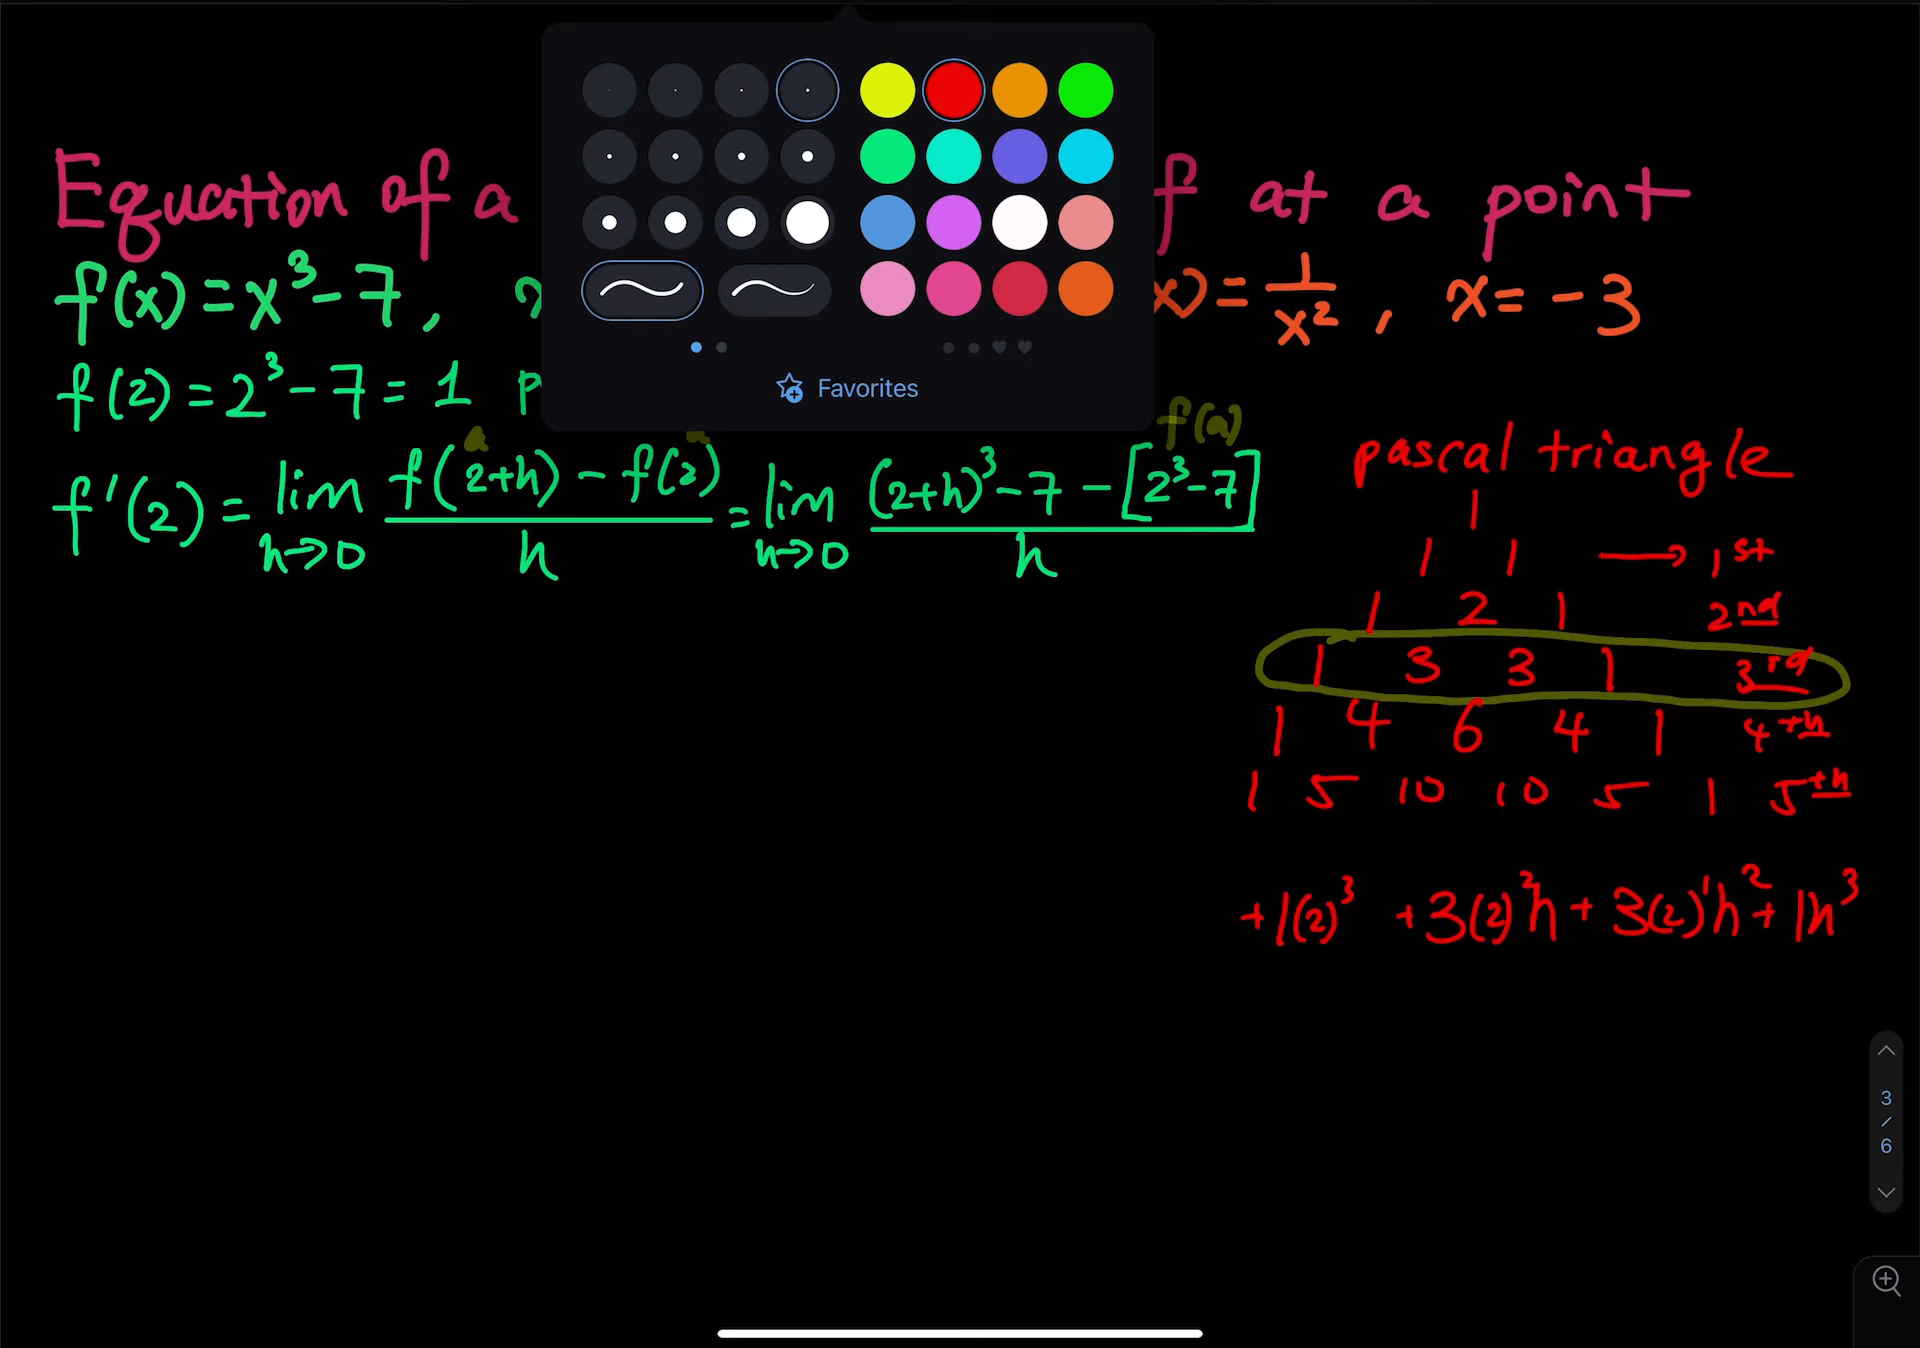 Equation of a f at a point
f(x) = x³ - 7, x) = 1/x², x = -3
f(2) = 2³ - 7 = 1
Favorites
a f(a)
f'(2) = lim h→0 (f(2+h) - f(2))/h = lim h→0 ((2+h)³ - 7 - [2³ - 7])/h
pascal triangle
1
1 1 → 1st
1 2 1 2nd
1 3 3 1 3rd
1 4 6 4 1 4th
1 5 10 10 5 1 5th
+1(2)³ + 3(2)²h + 3(2)¹h² + 1h³
3
/
6